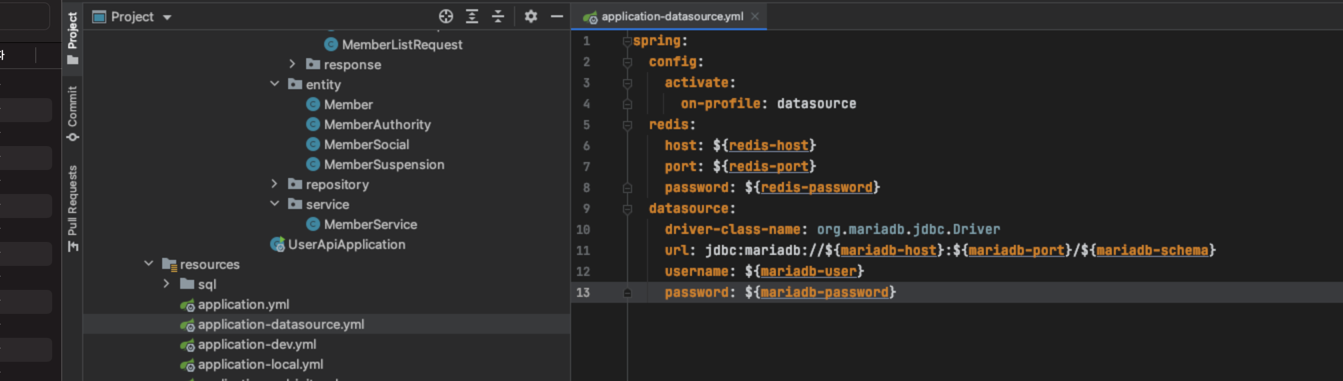 Project
MemberListRequest
response
entity
Member
MemberAuthority
MemberSocial
MemberSuspension
repository
service
MemberService
UserApiApplication
resources
sql
application.yml
application-datasource.yml
application-dev.yml
application-local.yml
Project
Commit
Pull Requests
application-datasource.yml
1 spring:
2 config:
3 activate:
4 on-profile: datasource
5 redis:
6 host: ${redis-host}
7 port: ${redis-port}
8 password: ${redis-password}
9 datasource:
10 driver-class-name: org.mariadb.jdbc.Driver
11 url: jdbc:mariadb://${mariadb-host}:${mariadb-port}/${mariadb-schema}
12 username: ${mariadb-user}
13 password: ${mariadb-password}